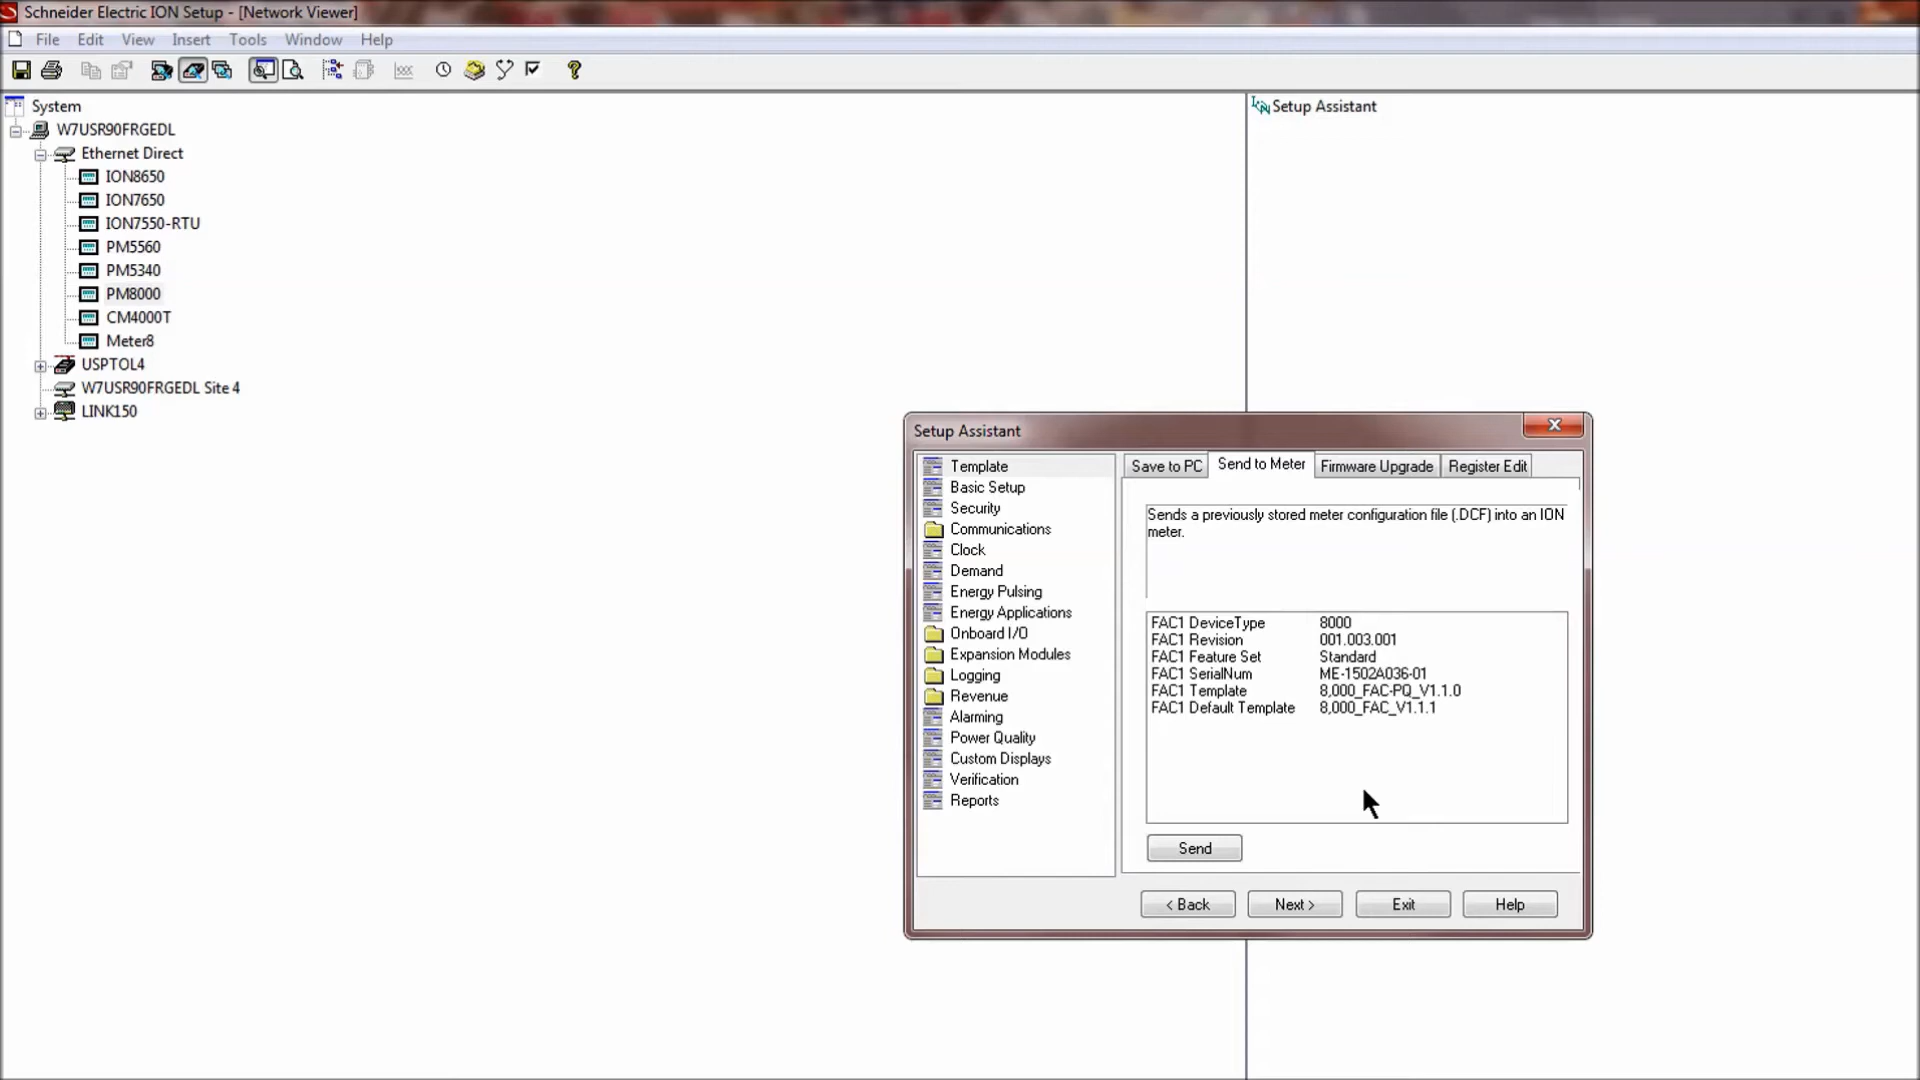 Schneider Electric ION Setup - [Network Viewer]
File Edit View Insert Tools Window Help
System
W7USR90FRGEDL
Ethernet Direct
ION8650
ION7650
ION7550-RTU
PM5560
PM5340
PM8000
CM4000T
Meter8
USPTOL4
W7USR90FRGEDL Site 4
LINK150
Setup Assistant
Setup Assistant
Template
Basic Setup
Security
Communications
Clock
Demand
Energy Pulsing
Energy Applications
Onboard I/O
Expansion Modules
Logging
Revenue
Alarming
Power Quality
Custom Displays
Verification
Reports
Save to PC Send to Meter Firmware Upgrade Register Edit
Sends a previously stored meter configuration file (.DCF) into an ION
meter.
FAC1 DeviceType 8000
FAC1 Revision 001.003.001
FAC1 Feature Set Standard
FAC1 SerialNum ME-1502A036-01
FAC1 Template 8,000_FAC-PQ_V1.1.0
FAC1 Default Template 8,000_FAC_V1.1.1
Send
< Back Next > Exit Help